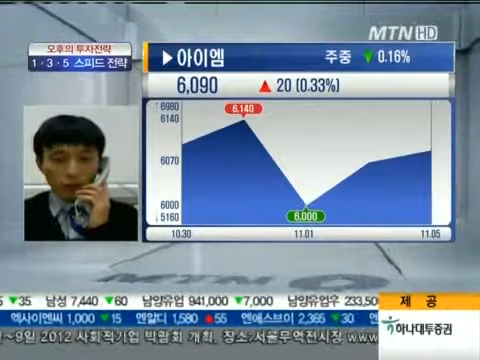 MTN HD
오후의 투자전략
1·3·5 스피드 전략
▶아이엠 주중 ▼0.16%
6,090 ▲ 20 (0.33%)
↑6980
6140
6070
6000
↓5160
6,140
6,000
10.30 11.01 11.05
MTN
5 ▼35 남성 7,440 ▼60 남양유업 941,000 ▼7,000 남양유업우 233,50
엑사이엔씨 1,000 ▼15 엔알디 1,580 ▲55 엔에스브이 2,365 ▼30 엔
~9일 2012 사회적기업 박람회 개최. 장소:서울무역전시장 www
제 공
하나대투증권